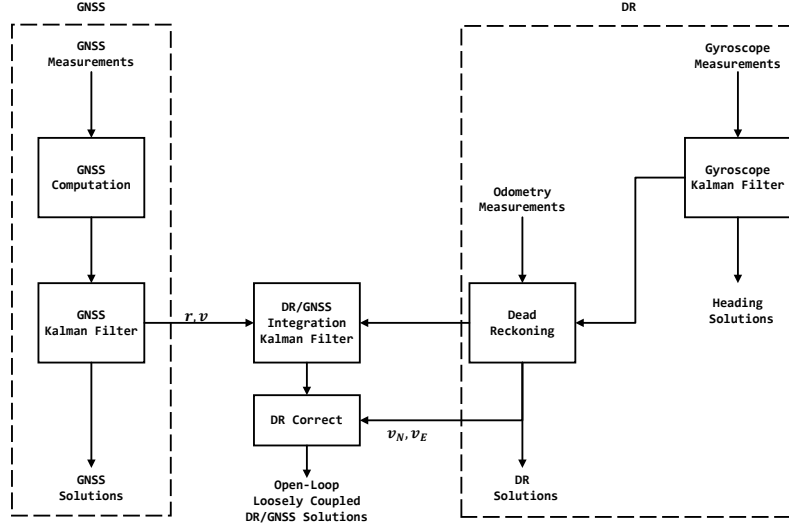 GNSS
GNSS
Measurements
GNSS
Computation
GNSS
Kalman Filter
GNSS
Solutions
r,v
DR/GNSS
Integration
Kalman Filter
DR Correct
Open-Loop
Loosely Coupled
DR/GNSS Solutions
DR
Gyroscope
Measurements
Gyroscope
Kalman Filter
Heading
Solutions
Odometry
Measurements
Dead
Reckoning
v_N, v_E
DR
Solutions